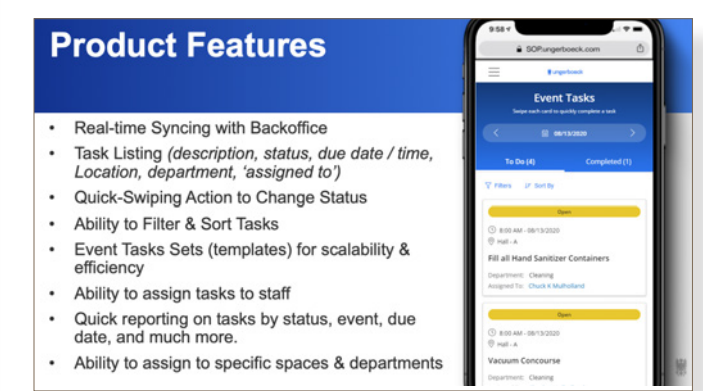 Product Features
• Real-time Syncing with Backoffice
• Task Listing (description, status, due date / time,
Location, department, ‘assigned to’)
• Quick-Swiping Action to Change Status
• Ability to Filter & Sort Tasks
• Event Tasks Sets (templates) for scalability &
efficiency
• Ability to assign tasks to staff
• Quick reporting on tasks by status, event, due
date, and much more.
• Ability to assign to specific spaces & departments
9:58
SOP.ungerboeck.com
ungerboeck
Event Tasks
Swipe each card to quickly complete a task
08/13/2020
To Do (4) Completed (1)
Filters Sort By
Open
8:00 AM - 08/13/2020
Hall - A
Fill all Hand Sanitizer Containers
Department: Cleaning
Assigned To: Chuck X Mulholland
Open
8:00 AM - 08/13/2020
Hall - A
Vacuum Concourse
Department: Cleaning